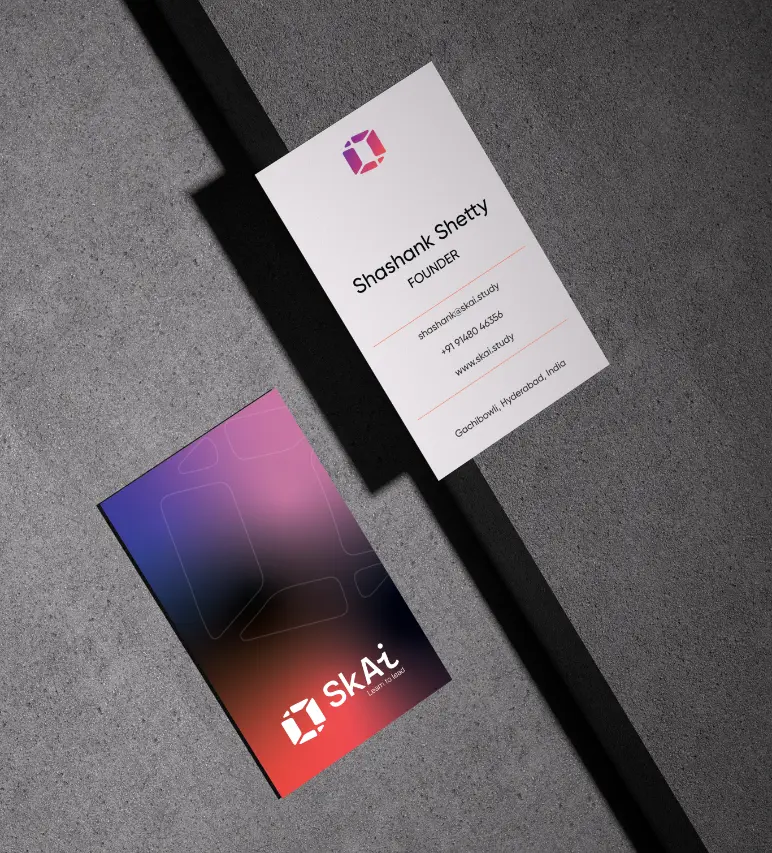 Shashank Shetty
FOUNDER
shashank@skai.study
+91 91480 46356
www.skai.study
Gachibowli, Hyderabad, India
SkAi
Learn to lead